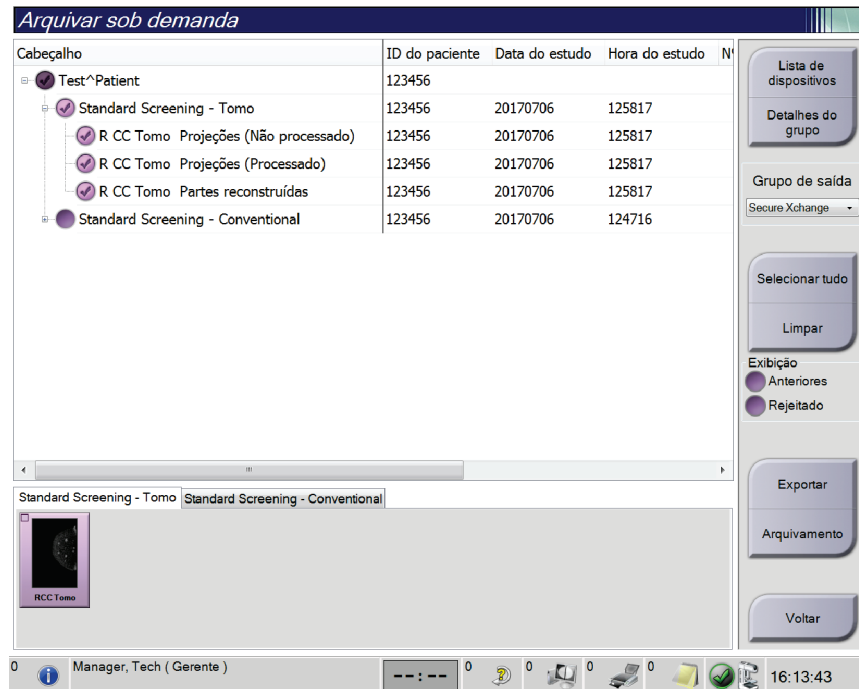 Arquivar sob demanda
Cabeçalho ID do paciente Data do estudo Hora do estudo Nº
Test^Patient 123456
Standard Screening - Tomo 123456 20170706 125817
R CC Tomo Projeções (Não processado) 123456 20170706 125817
R CC Tomo Projeções (Processado) 123456 20170706 125817
R CC Tomo Partes reconstruídas 123456 20170706 125817
Standard Screening - Conventional 123456 20170706 124716
Lista de
dispositivos
Detalhes do
grupo
Grupo de saída
Secure Xchange
Selecionar tudo
Limpar
Exibição
Anteriores
Rejeitado
Exportar
Arquivamento
Voltar
Standard Screening - Tomo Standard Screening - Conventional
RCC Tomo
0 Manager, Tech ( Gerente ) --:-- 0 0 0 0 16:13:43